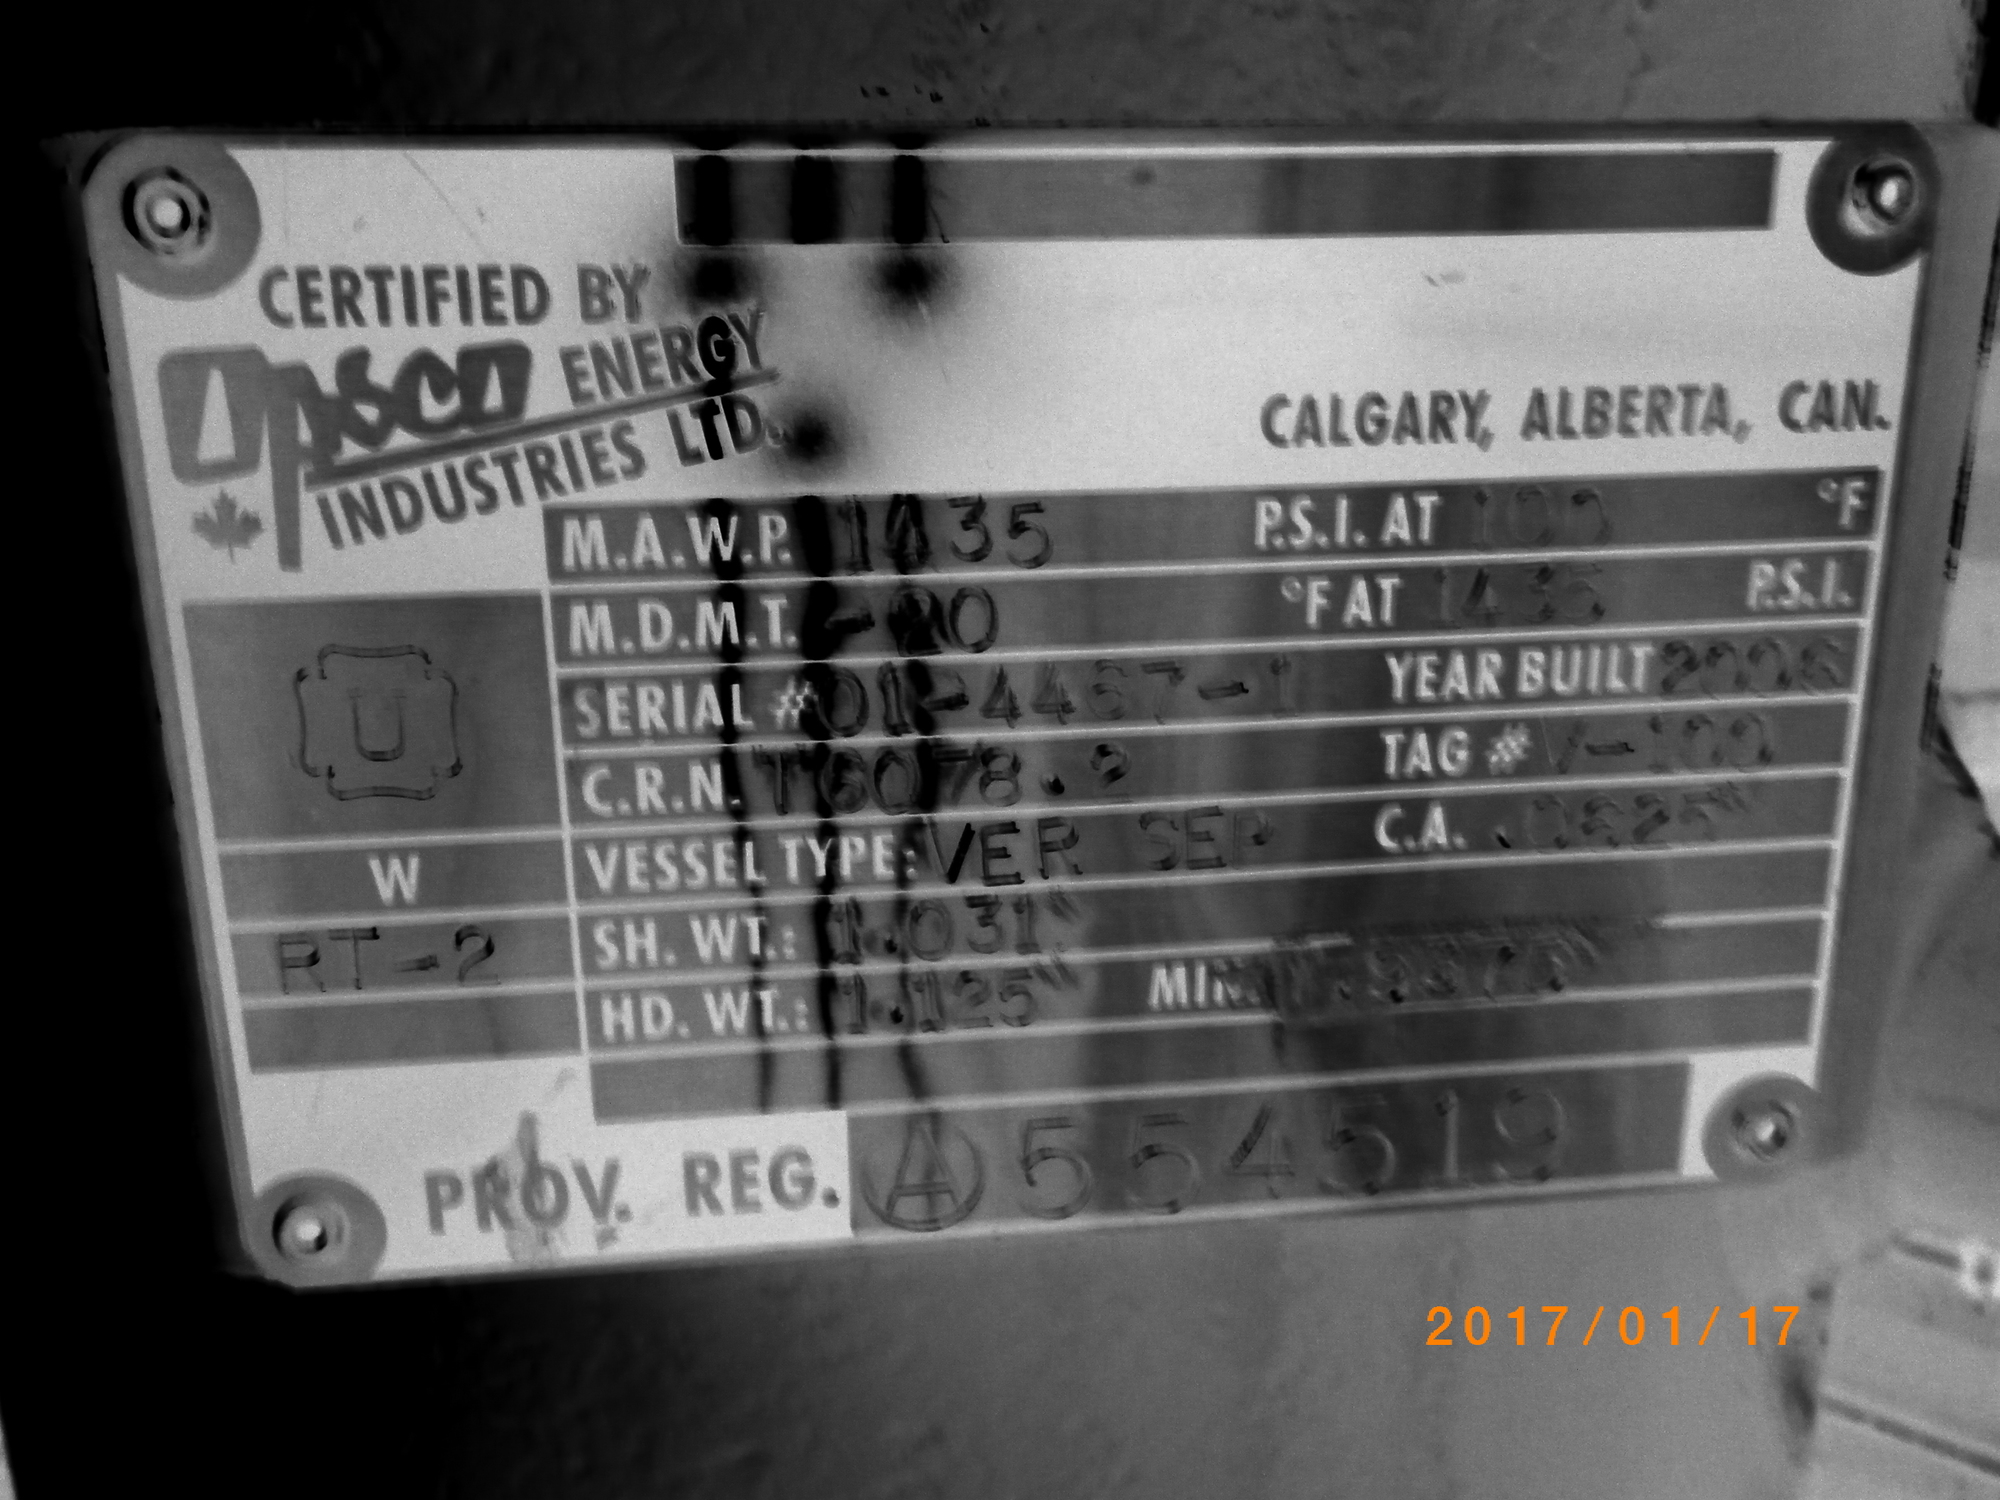 CERTIFIED BY
OPSCO ENERGY
INDUSTRIES LTD.
CALGARY, ALBERTA, CAN.
M.A.W.P. 1435 P.S.I. AT 100 °F
M.D.M.T. -20 °F AT 1435 P.S.I.
SERIAL # 01-4467-1 YEAR BUILT 2006
C.R.N. T6078.2 TAG # V-100
VESSEL TYPE: VER SEP C.A. .0625"
U
W
RT-2
SH. WT.: 1.031"
HD. WT.: 1.125" MIN. .9375"
PROV. REG. A 554519
2017/01/17